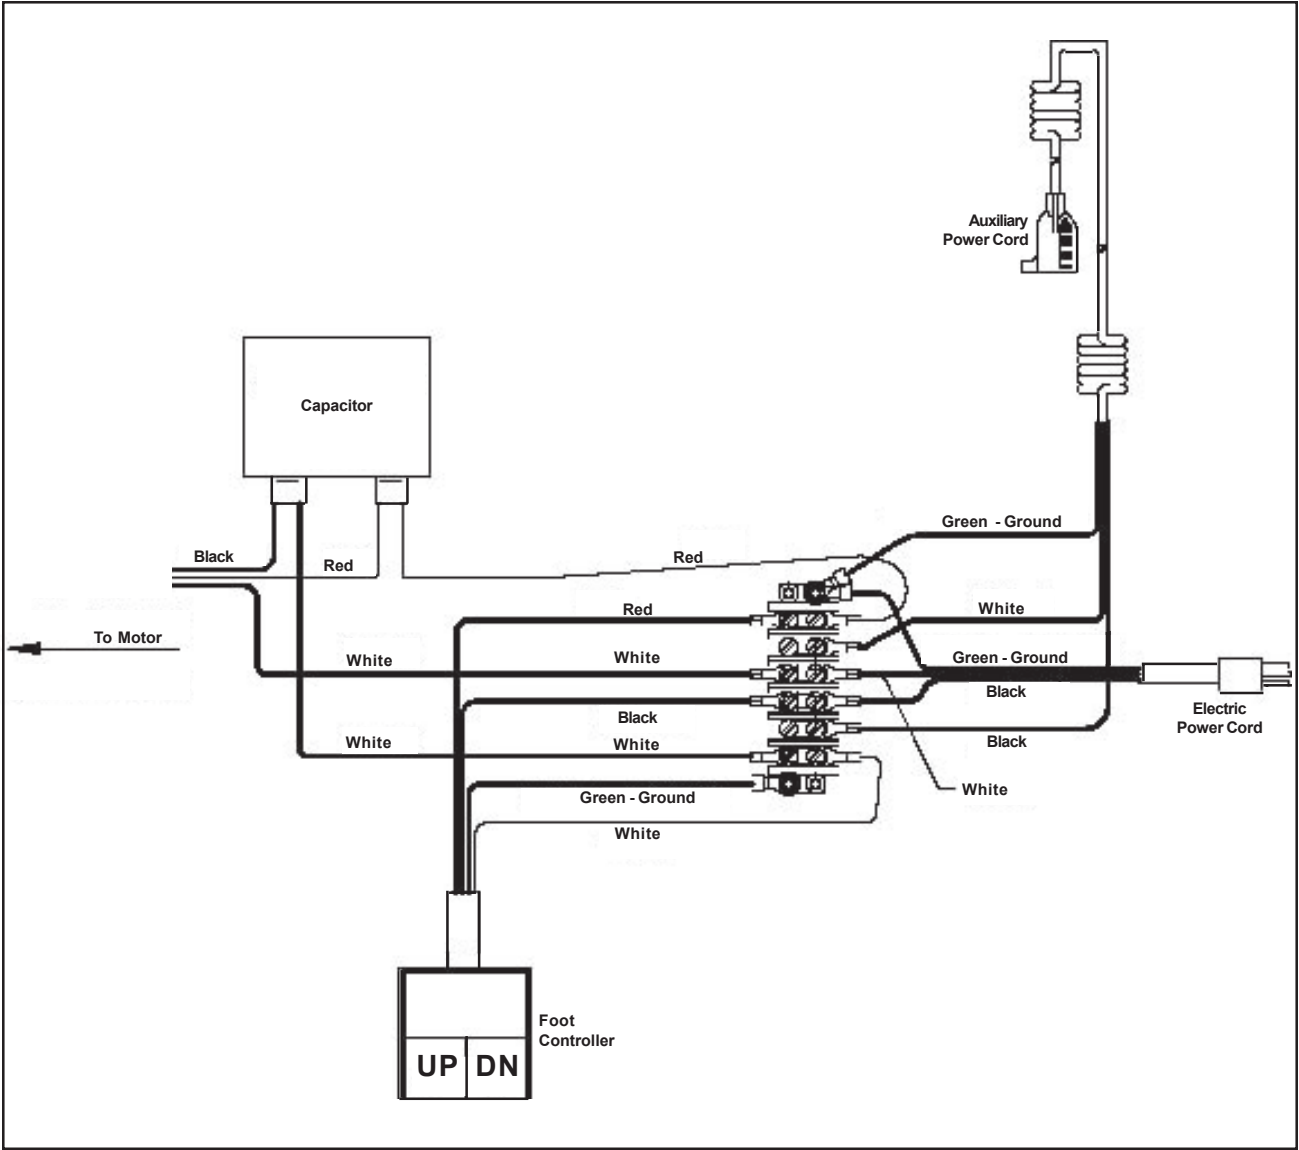 Auxiliary
Power Cord
Capacitor
Green - Ground
Black
Red
Red
Red
White
To Motor
White
White
Green - Ground
Black
Electric
Power Cord
Black
White
White
Black
White
Green - Ground
White
Foot
Controller
UP DN